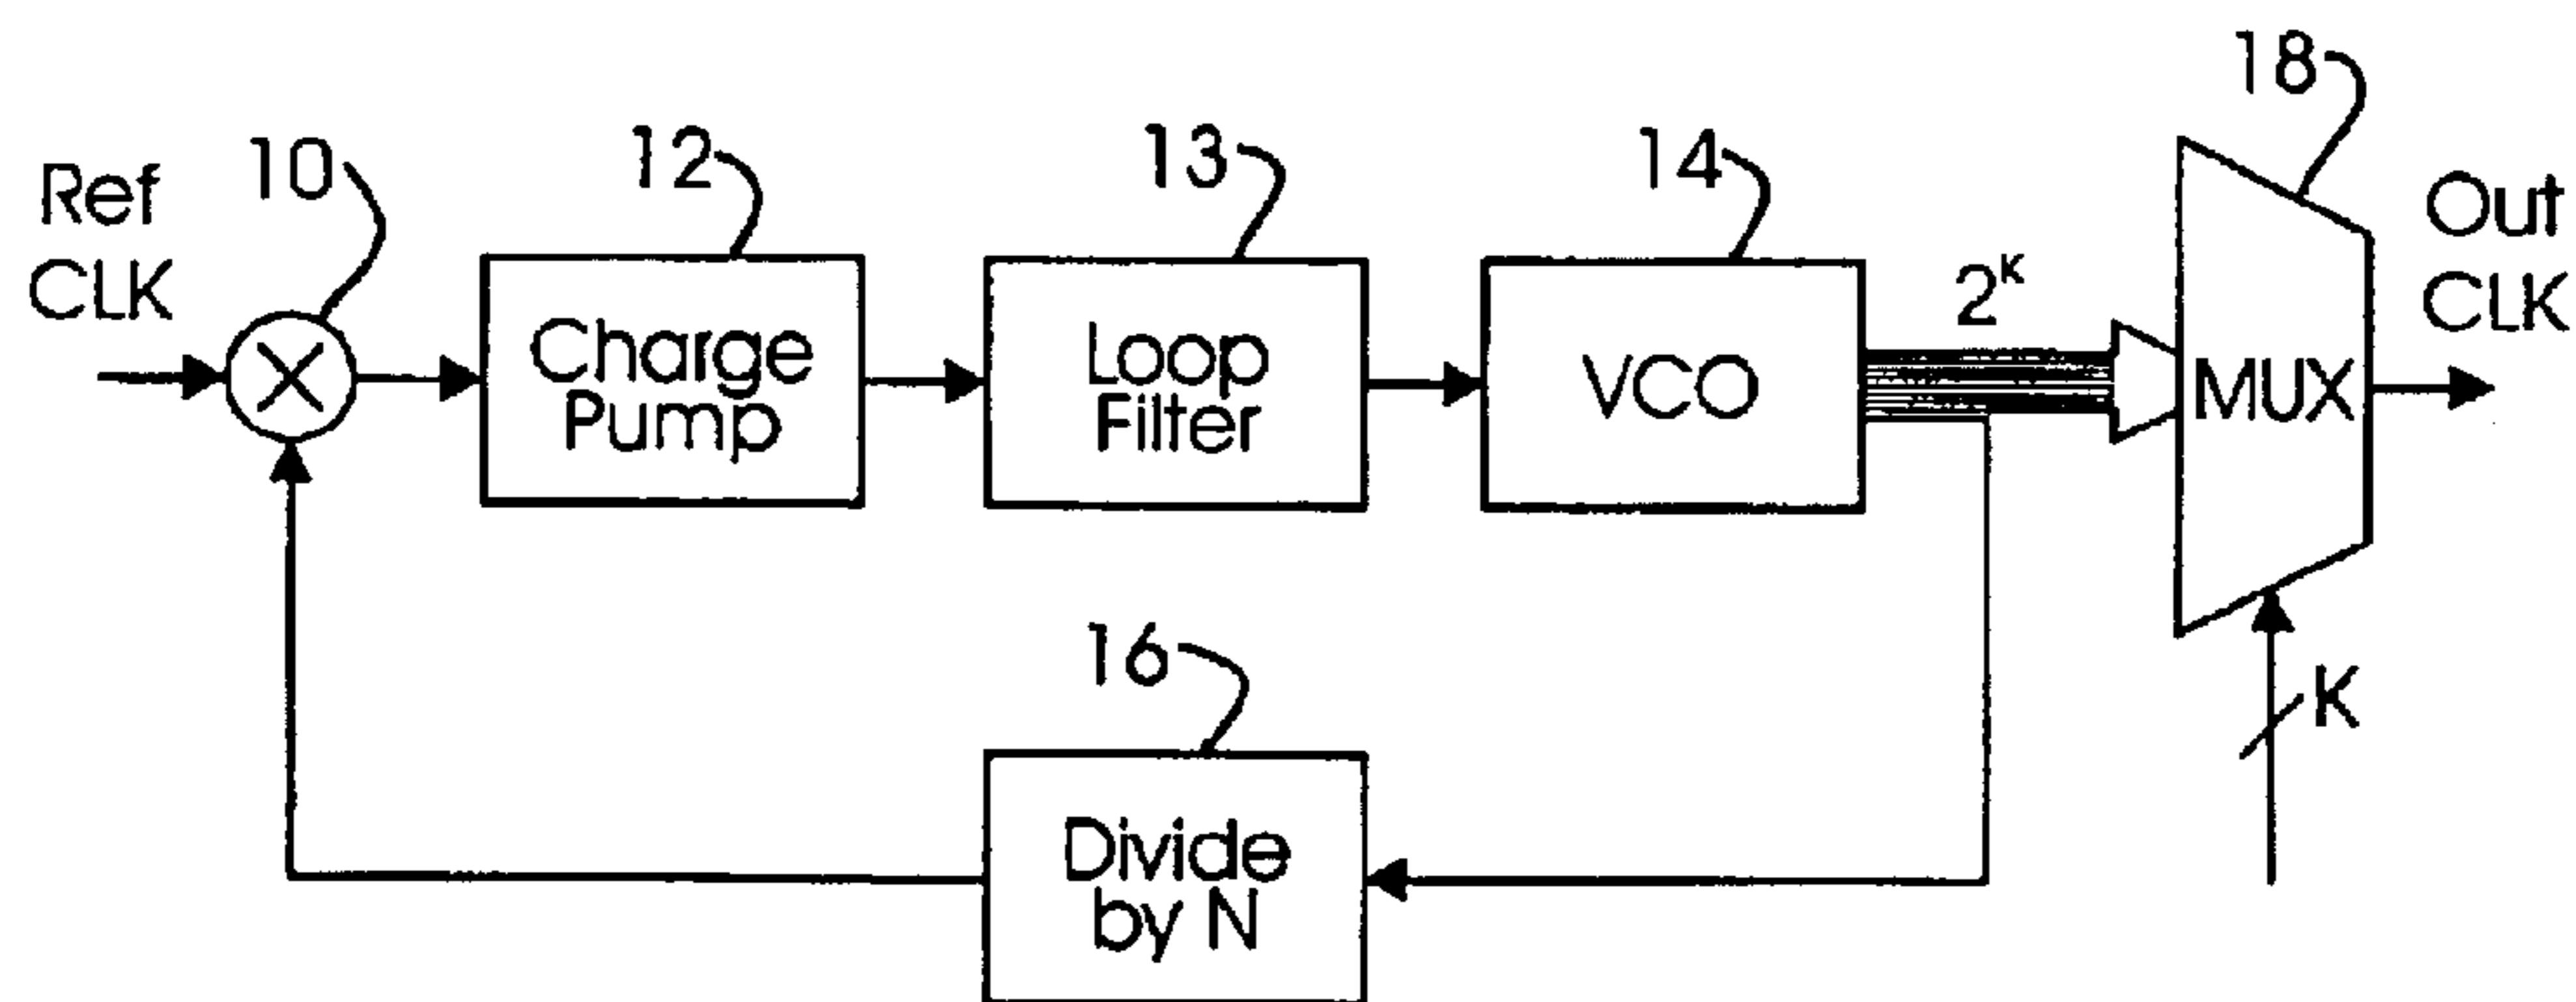 Ref
CLK
10
12
Charge
Pump
13
Loop
Filter
14
VCO
2^K
18
MUX
Out
CLK
K
16
Divide
by N